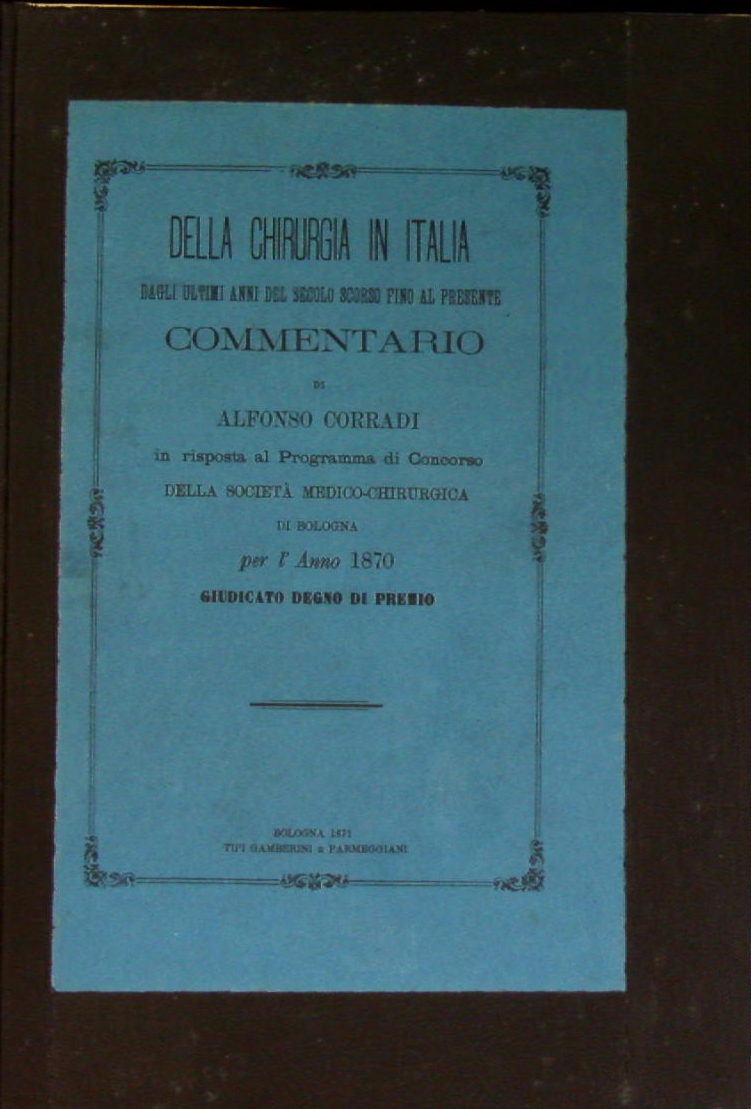 DELLA CHIRURGIA IN ITALIA
DAGLI ULTIMI ANNI DEL SECOLO SCORSO FINO AL PRESENTE
COMMENTARIO
DI
ALFONSO CORRADI
in risposta al Programma di Concorso
DELLA SOCIETÀ MEDICO-CHIRURGICA
DI BOLOGNA
per l' Anno 1870
GIUDICATO DEGNO DI PREMIO
BOLOGNA 1871
TIPI GAMBERINI e PARMEGGIANI